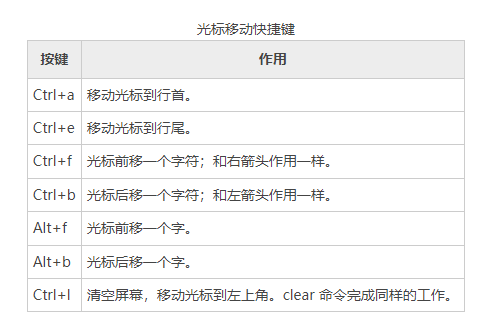 光标移动快捷键
按键 作用
Ctrl+a 移动光标到行首。
Ctrl+e 移动光标到行尾。
Ctrl+f 光标前移一个字符；和右箭头作用一样。
Ctrl+b 光标后移一个字符；和左箭头作用一样。
Alt+f 光标前移一个字。
Alt+b 光标后移一个字。
Ctrl+l 清空屏幕，移动光标到左上角。clear 命令完成同样的工作。